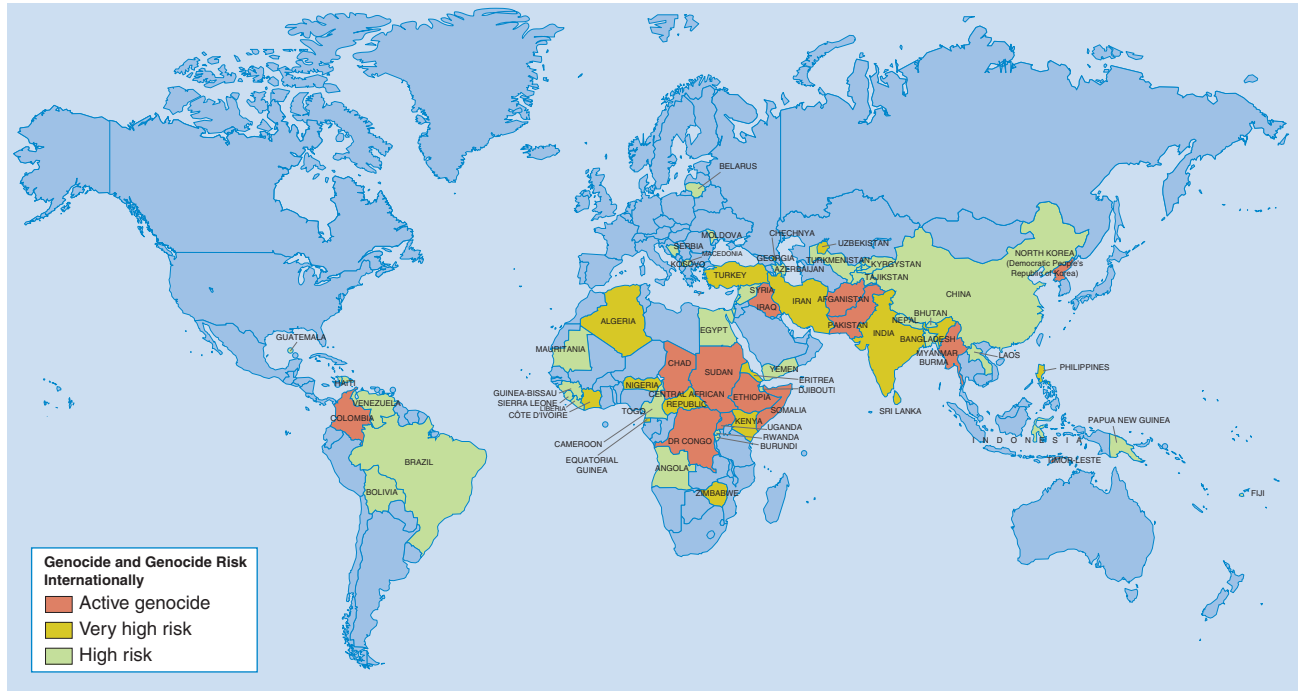 BELARUS
MOLDOVA
CHECHNYA
SERBIA
UZBEKISTAN
MACEDONIA
GEORGIA
TURKMENISTAN
KYRGYSTAN
NORTH KOREA
(Democratic People's
Republic of Korea)
KOSOVO
AZERBAIJAN
TURKEY
TAJIKSTAN
SYRIA
IRAQ
IRAN
AFGHANISTAN
CHINA
ALGERIA
EGYPT
PAKISTAN
NEPAL
BHUTAN
INDIA
BANGLADESH
GUATEMALA
MAURITANIA
MYANMAR
BURMA
LAOS
CHAD
SUDAN
YEMEN
PHILIPPINES
HAITI
NIGERIA
ERITREA
DJIBOUTI
GUINEA-BISSAU
SIERRA LEONE
LIBERIA
CÔTE D'IVOIRE
TOGO
CENTRAL AFRICAN
REPUBLIC
ETHIOPIA
SOMALIA
SRI LANKA
VENEZUELA
COLOMBIA
KENYA
UGANDA
RWANDA
BURUNDI
PAPUA NEW GUINEA
CAMEROON
DR CONGO
INDONESIA
EQUATORIAL
GUINEA
TIMOR-LESTE
BRAZIL
ANGOLA
BOLIVIA
ZIMBABWE
FIJI
Genocide and Genocide Risk
Internationally
Active genocide
Very high risk
High risk